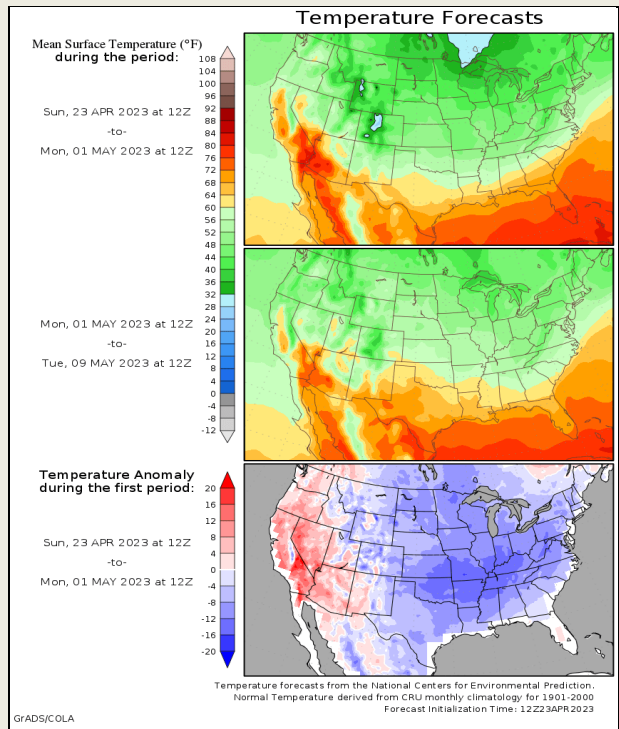 Temperature Forecasts
Mean Surface Temperature (°F)
during the period:
108
104
100
96
92
88
84
80
76
72
68
64
60
56
52
48
44
40
36
32
28
24
20
16
12
8
4
0
-4
-8
-12
Sun, 23 APR 2023 at 12Z
-to-
Mon, 01 MAY 2023 at 12Z
Mon, 01 MAY 2023 at 12Z
-to-
Tue, 09 MAY 2023 at 12Z
Temperature Anomaly
during the first period:
20
16
12
8
4
0
-4
-8
-12
-16
-20
Sun, 23 APR 2023 at 12Z
-to-
Mon, 01 MAY 2023 at 12Z
Temperature forecasts from the National Centers for Environmental Prediction.
Normal Temperature derived from CRU monthly climatology for 1901-2000
Forecast Initialization Time: 12Z23APR2023
GrADS/COLA